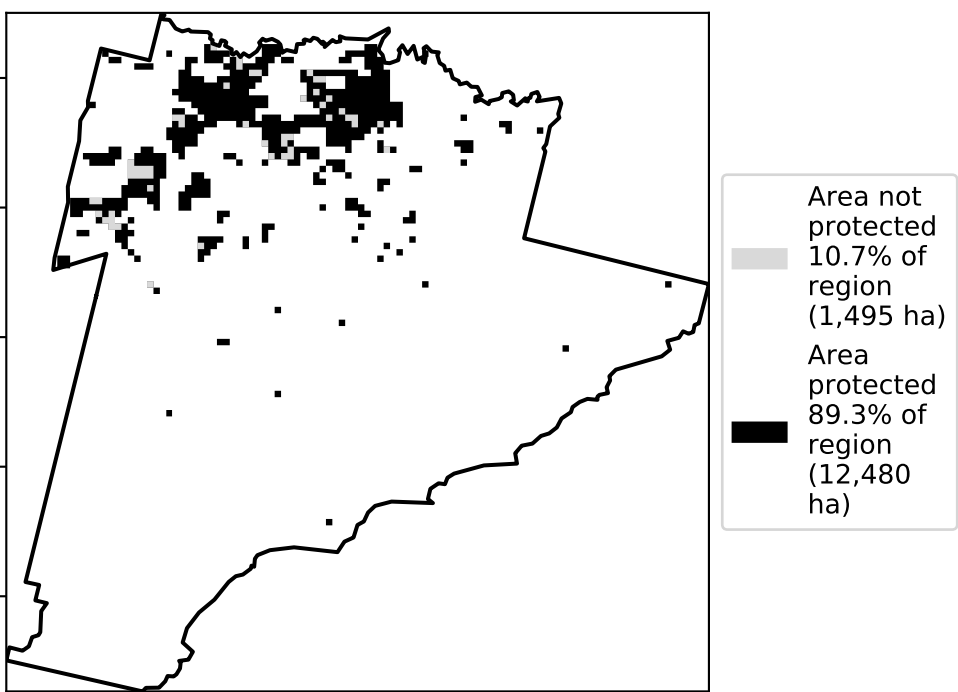 Area not
protected
10.7% of
region
(1,495 ha)
Area
protected
89.3% of
region
(12,480
ha)